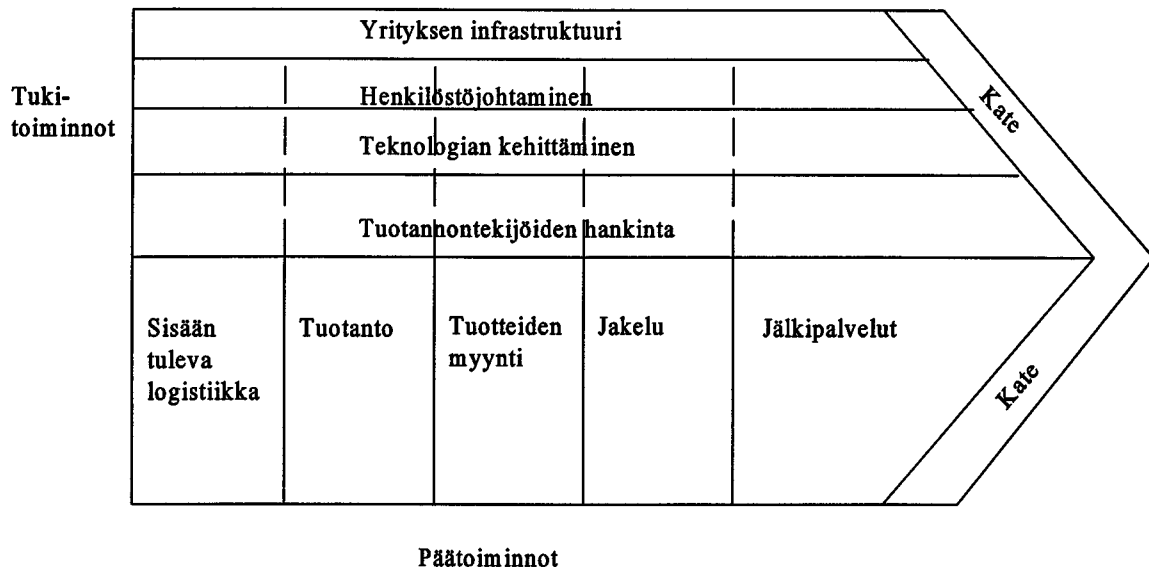 Yrityksen infrastruktuuri
Tuki-
toiminnot
Henkilöstöjohtaminen
Teknologian kehittäminen
Tuotannontekijöiden hankinta
Kate
Sisään
tuleva
logistiikka
Tuotanto
Tuotteiden
myynti
Jakelu
Jälkipalvelut
Kate
Päätoiminnot